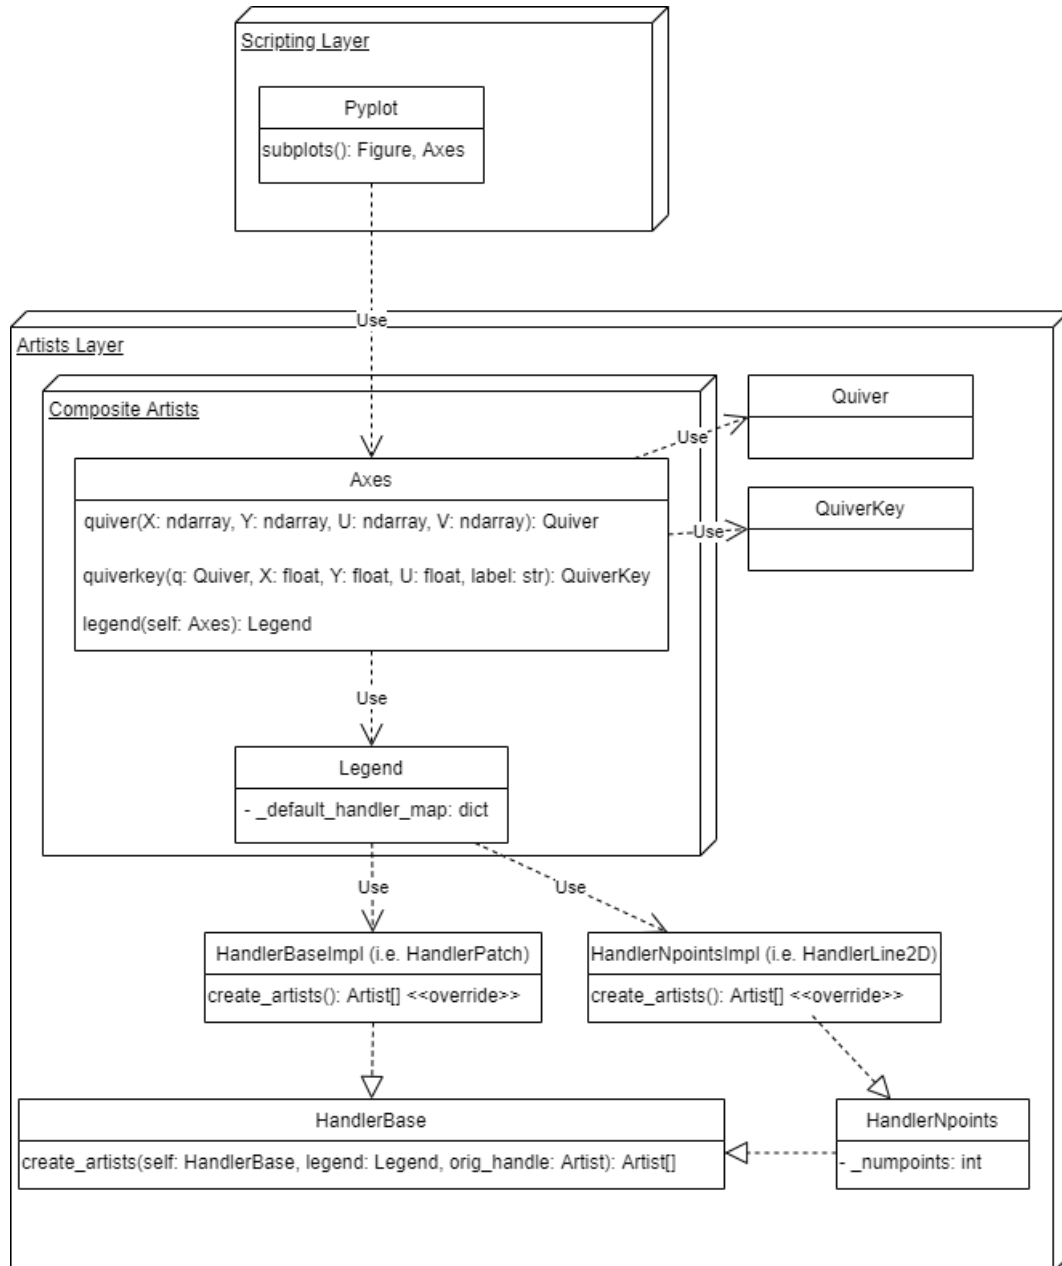 Scripting Layer
Pyplot
subplots(): Figure, Axes
Use
Artists Layer
Composite Artists
Quiver
Use
Axes
QuiverKey
quiver(X: ndarray, Y: ndarray, U: ndarray, V: ndarray): Quiver
Use
quiverkey(q: Quiver, X: float, Y: float, U: float, label: str): QuiverKey
legend(self: Axes): Legend
Use
Legend
- _default_handler_map: dict
Use
Use
HandlerBaseImpl (i.e. HandlerPatch)
create_artists(): Artist[] <<override>>
HandlerNpointsImpl (i.e. HandlerLine2D)
create_artists(): Artist[] <<override>>
HandlerBase
create_artists(self: HandlerBase, legend: Legend, orig_handle: Artist): Artist[]
HandlerNpoints
- _numpoints: int